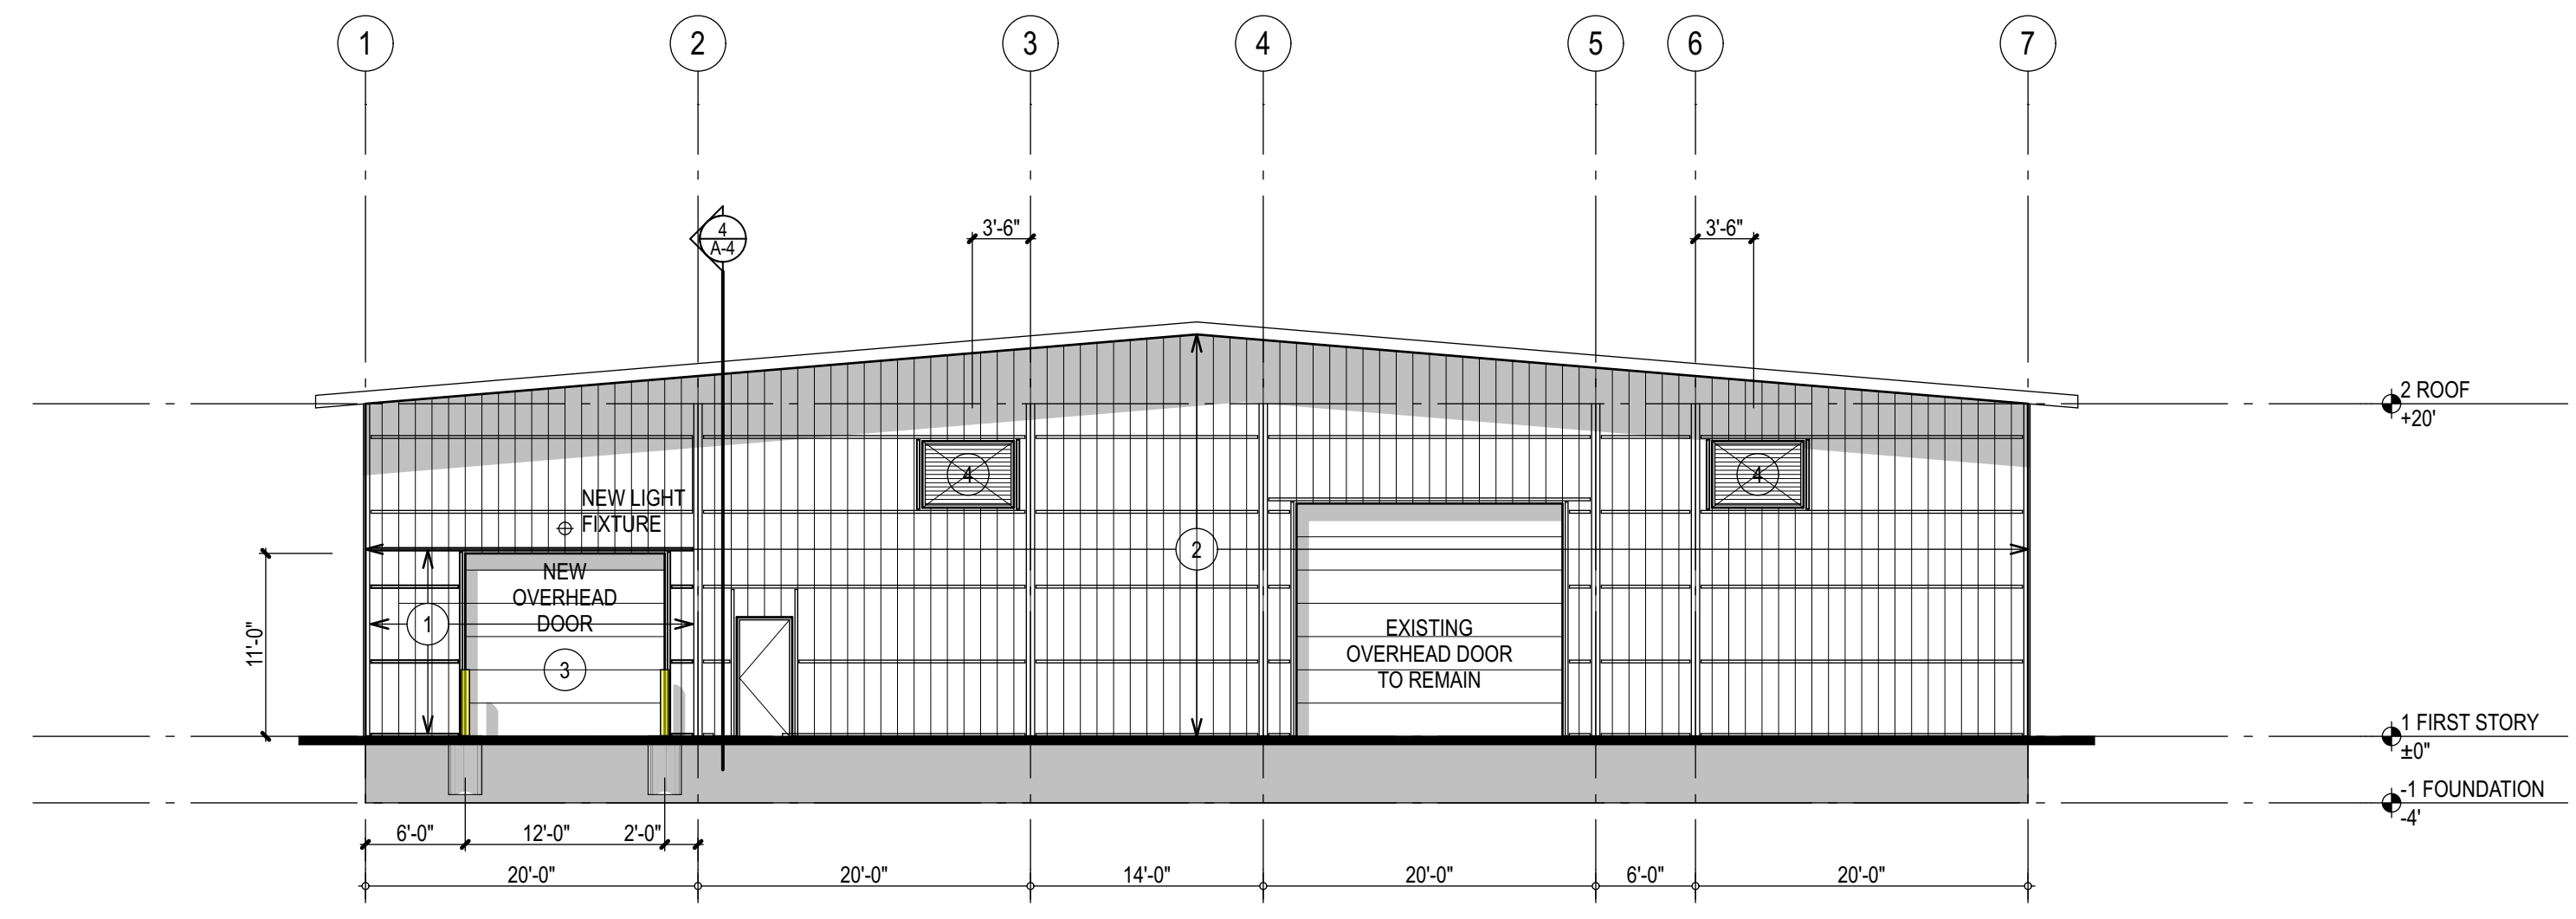 1 2 3 4 5 6 7
4
A-4
3'-6" 3'-6"
2 ROOF
+20'
4 4
NEW LIGHT
FIXTURE
2
NEW
OVERHEAD
DOOR
1
3
11'-0"
EXISTING
OVERHEAD DOOR
TO REMAIN
1 FIRST STORY
±0"
-1 FOUNDATION
-4'
6'-0" 12'-0" 2'-0"
20'-0" 20'-0" 14'-0" 20'-0" 6'-0" 20'-0"